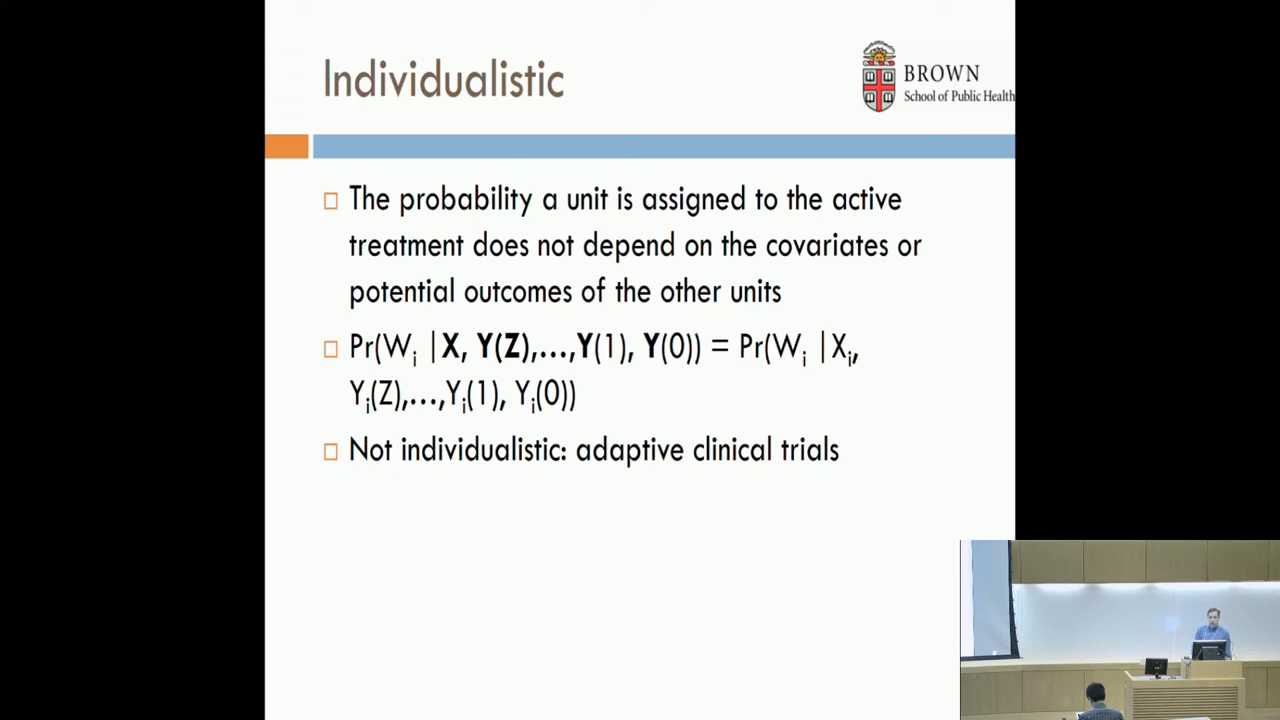 Individualistic
BROWN
School of Public Health
The probability a unit is assigned to the active
treatment does not depend on the covariates or
potential outcomes of the other units
Pr(Wi |X, Y(Z),...,Y(1), Y(0)) = Pr(Wi |Xi,
Yi(Z),...,Yi(1), Yi(0))
Not individualistic: adaptive clinical trials